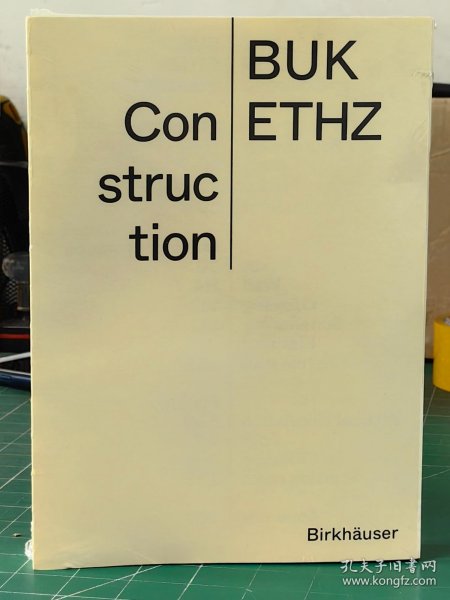 BUK
ETHZ
Con
struc
tion
Birkhäuser
孔夫子旧书网
www.kongfz.com